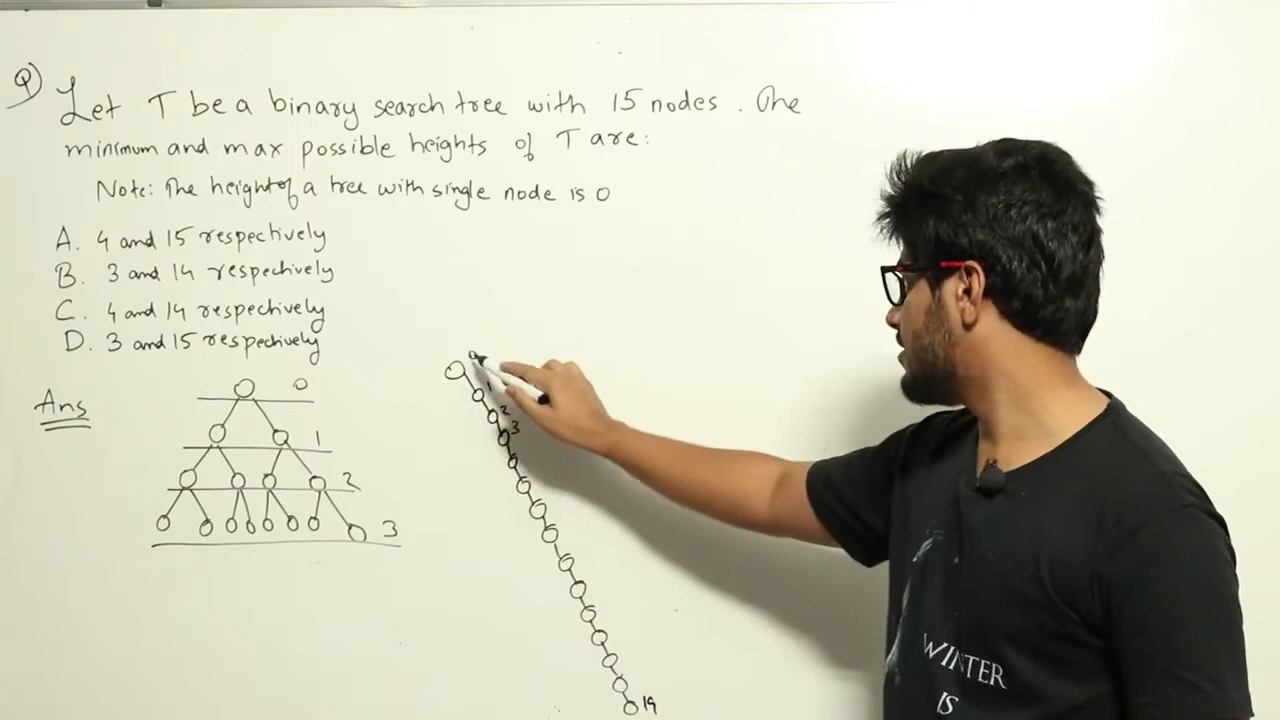 Q) Let T be a binary search tree with 15 nodes. The
minimum and max possible heights of T are:
Note: The height of a tree with single node is 0
A. 4 and 15 respectively
B. 3 and 14 respectively
C. 4 and 14 respectively
D. 3 and 15 respectively
Ans
0
1
2
3
0
1
2
3
14
WINTER
IS